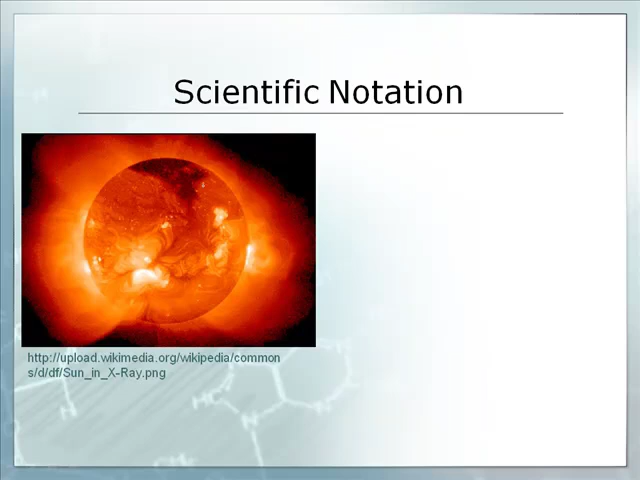 Scientific Notation
http://upload.wikimedia.org/wikipedia/common
s/d/df/Sun_in_X-Ray.png